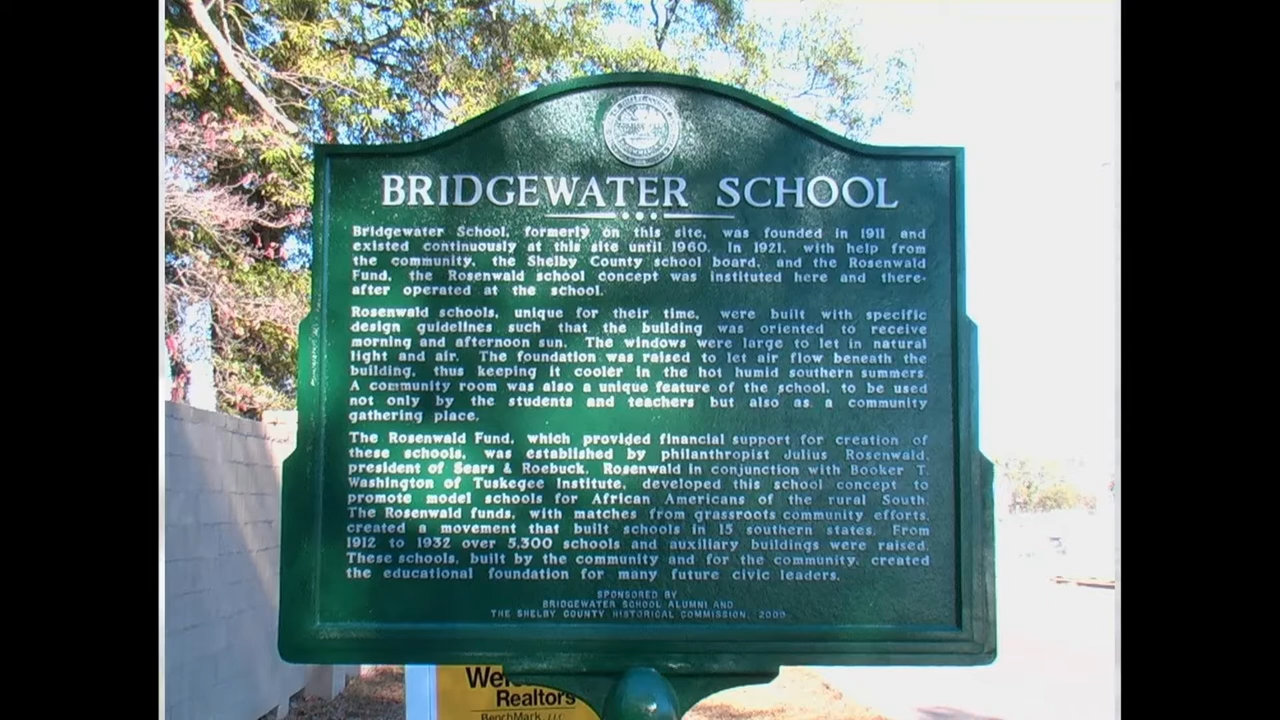 BRIDGEWATER SCHOOL
Bridgewater School, formerly on this site, was founded in 1911 and
existed continuously at this site until 1960. In 1921, with help from
the community, the Shelby County school board, and the Rosenwald
Fund, the Rosenwald school concept was instituted here and there-
after operated at the school.
Rosenwald schools, unique for their time, were built with specific
design guidelines such that the building was oriented to receive
morning and afternoon sun. The windows were large to let in natural
light and air. The foundation was raised to let air flow beneath the
building, thus keeping it cooler in the hot humid southern summers.
A community room was also a unique feature of the school, to be used
not only by the students and teachers but also as a community
gathering place.
The Rosenwald Fund, which provided financial support for creation of
these schools, was established by philanthropist Julius Rosenwald,
president of Sears & Roebuck. Rosenwald in conjunction with Booker T.
Washington of Tuskegee Institute, developed this school concept to
promote model schools for African Americans of the rural South.
The Rosenwald funds, with matches from grassroots community efforts,
created a movement that built schools in 15 southern states. From
1912 to 1932 over 5,300 schools and auxiliary buildings were raised.
These schools, built by the community and for the community, created
the educational foundation for many future civic leaders.
SPONSORED BY
BRIDGEWATER SCHOOL ALUMNI AND
THE SHELBY COUNTY HISTORICAL COMMISSION, 2009
Realtors
BenchMark, LLC